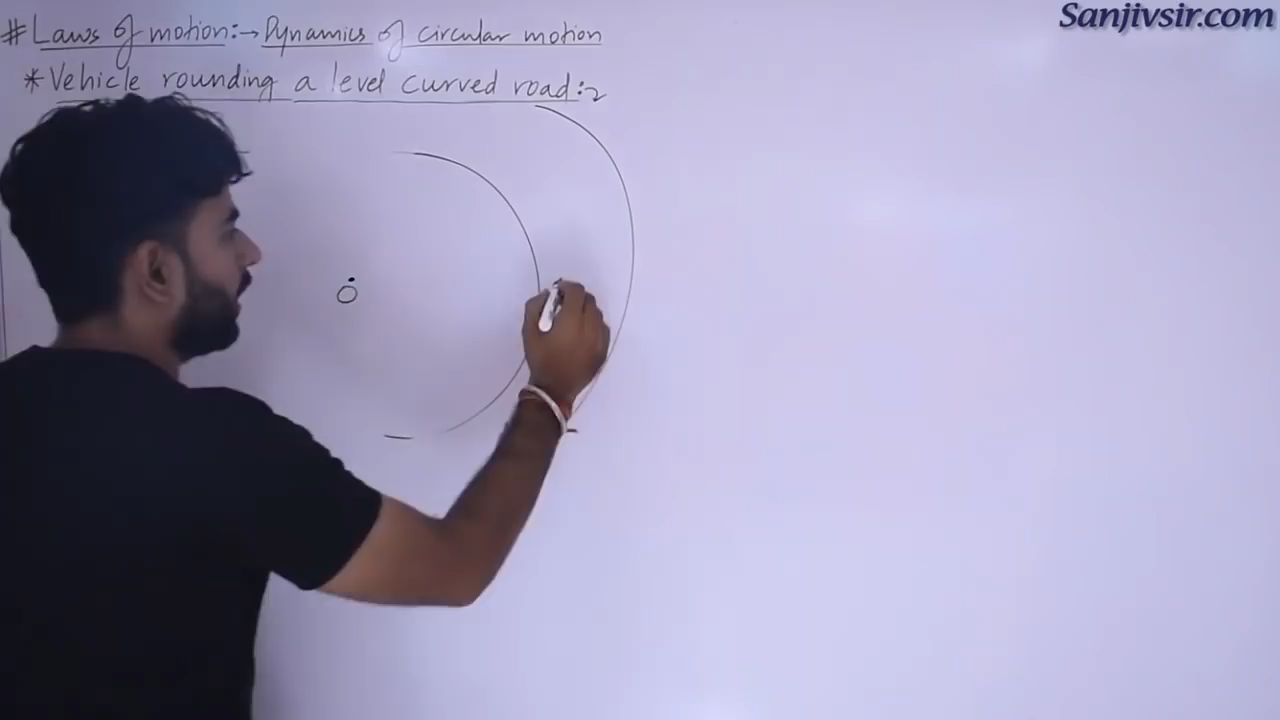 Sanjivsir.com
# Laws of motion:→ Dynamics of circular motion
* Vehicle rounding a level curved road:-
O